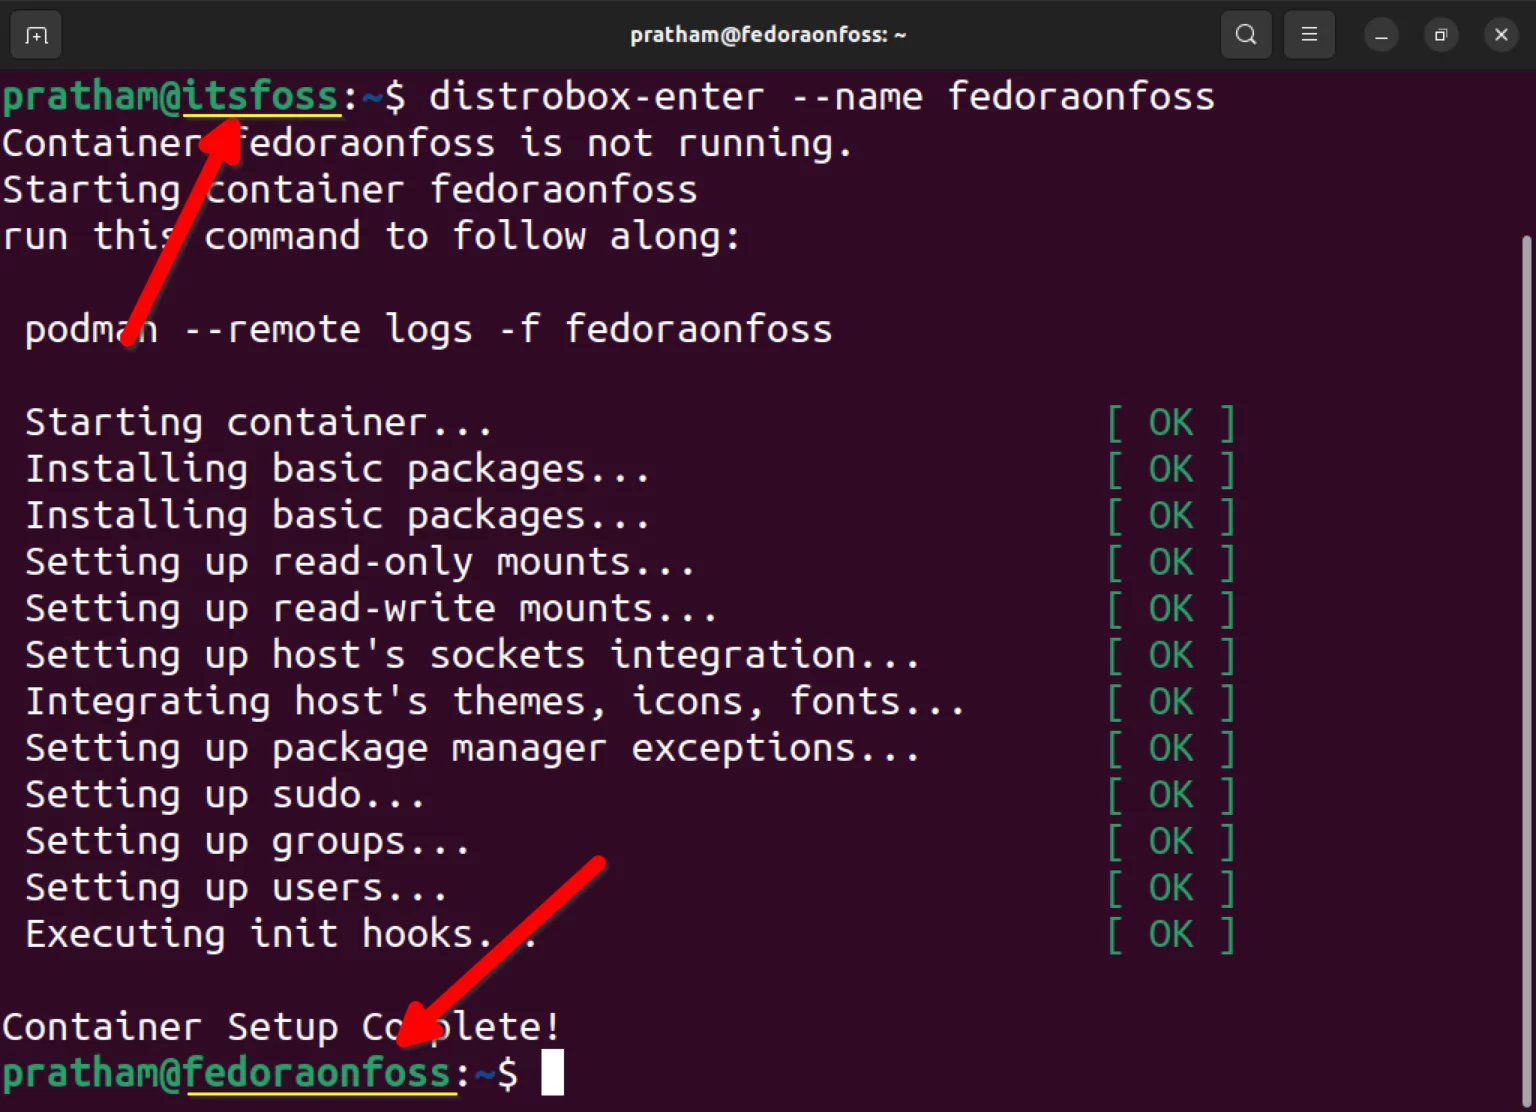 pratham@fedoraonfoss: ~
pratham@itsfoss:~$ distrobox-enter --name fedoraonfoss
Container fedoraonfoss is not running.
Starting container fedoraonfoss
run this command to follow along:
podman --remote logs -f fedoraonfoss
Starting container... [ OK ]
Installing basic packages... [ OK ]
Installing basic packages... [ OK ]
Setting up read-only mounts... [ OK ]
Setting up read-write mounts... [ OK ]
Setting up host's sockets integration... [ OK ]
Integrating host's themes, icons, fonts... [ OK ]
Setting up package manager exceptions... [ OK ]
Setting up sudo... [ OK ]
Setting up groups... [ OK ]
Setting up users... [ OK ]
Executing init hooks... [ OK ]
Container Setup Complete!
pratham@fedoraonfoss:~$